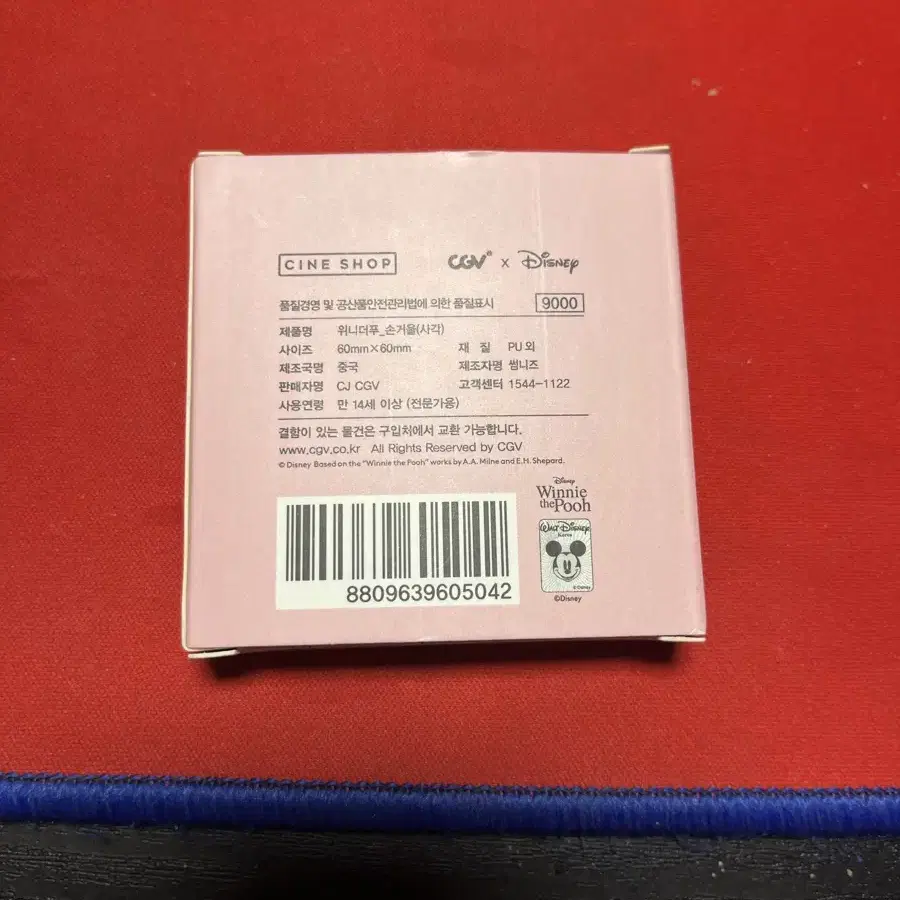 CINE SHOP
CGV x Disney
품질경영 및 공산품안전관리법에 의한 품질표시 9000
제품명 위니더푸_손거울(사각)
사이즈 60mm×60mm 재 질 PU 외
제조국명 중국 제조자명 썸니즈
판매자명 CJ CGV 고객센터 1544-1122
사용연령 만 14세 이상 (전문가용)
결함이 있는 물건은 구입처에서 교환 가능합니다.
www.cgv.co.kr All Rights Reserved by CGV
© Disney Based on the "Winnie the Pooh" works by A.A. Milne and E.H. Shepard.
Disney
Winnie
the Pooh
WALT DISNEY
Korea
©Disney
©Disney
8809639605042